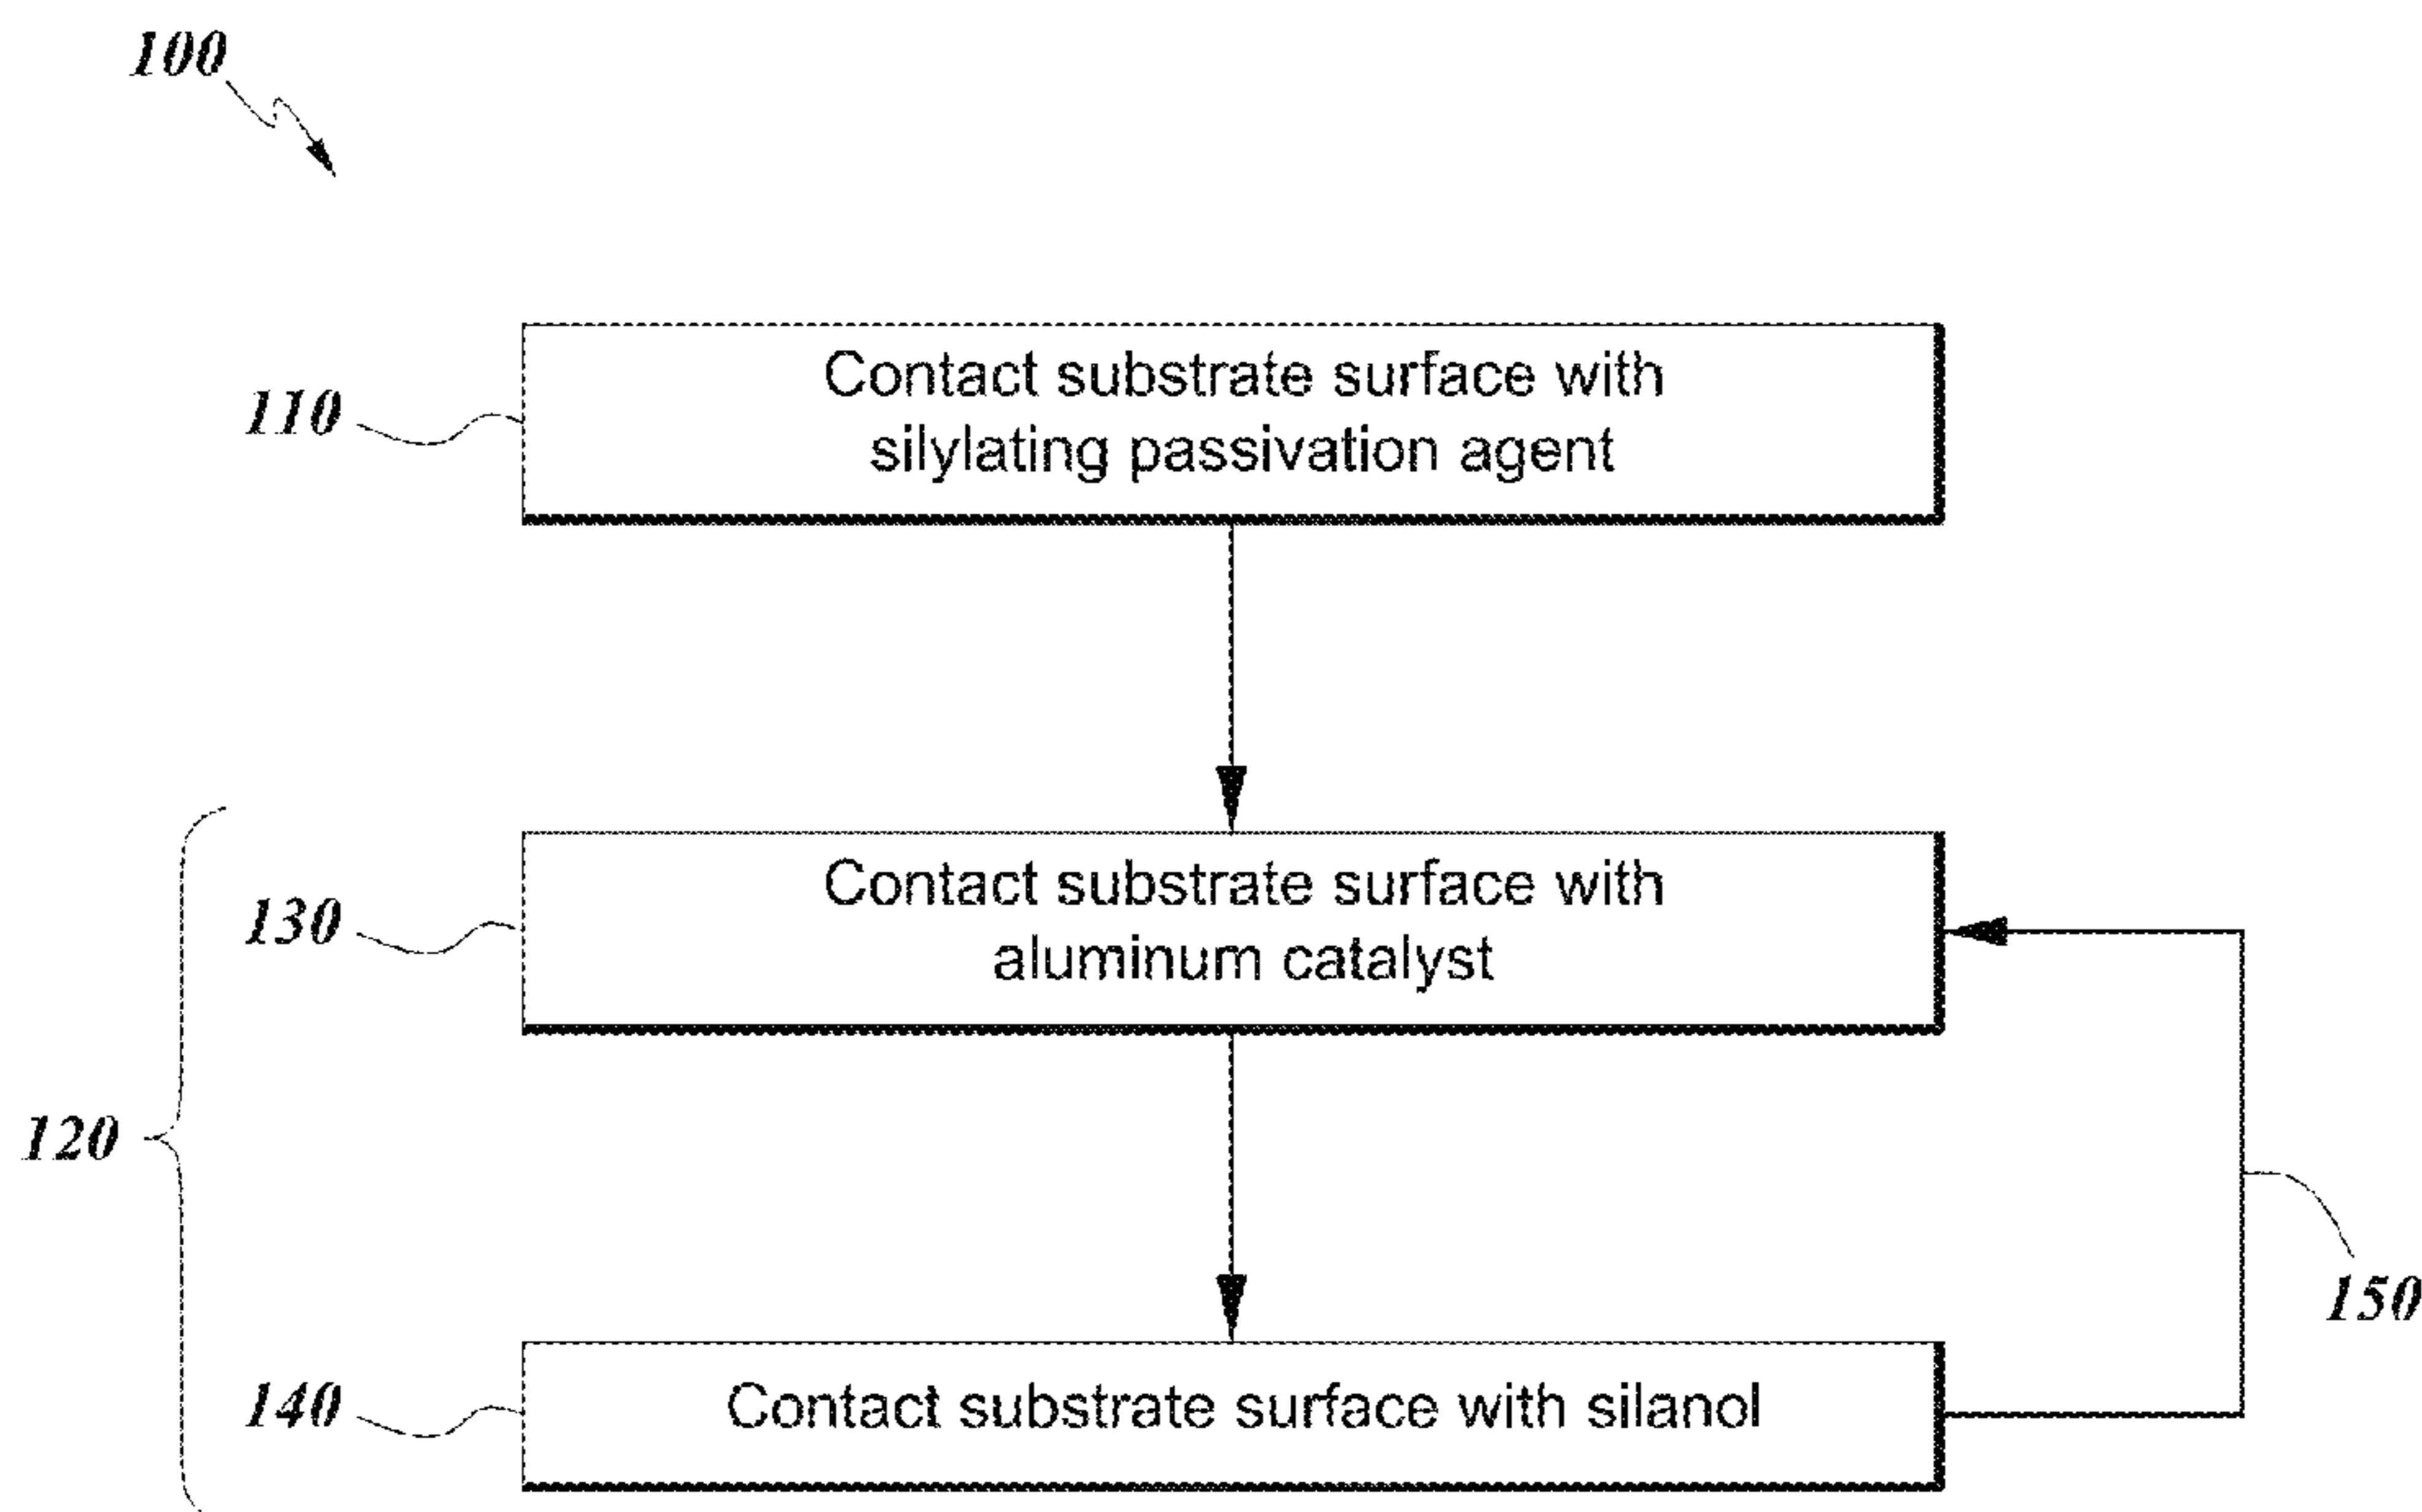 100
110
Contact substrate surface with
silylating passivation agent
130
Contact substrate surface with
aluminum catalyst
120
150
140
Contact substrate surface with silanol